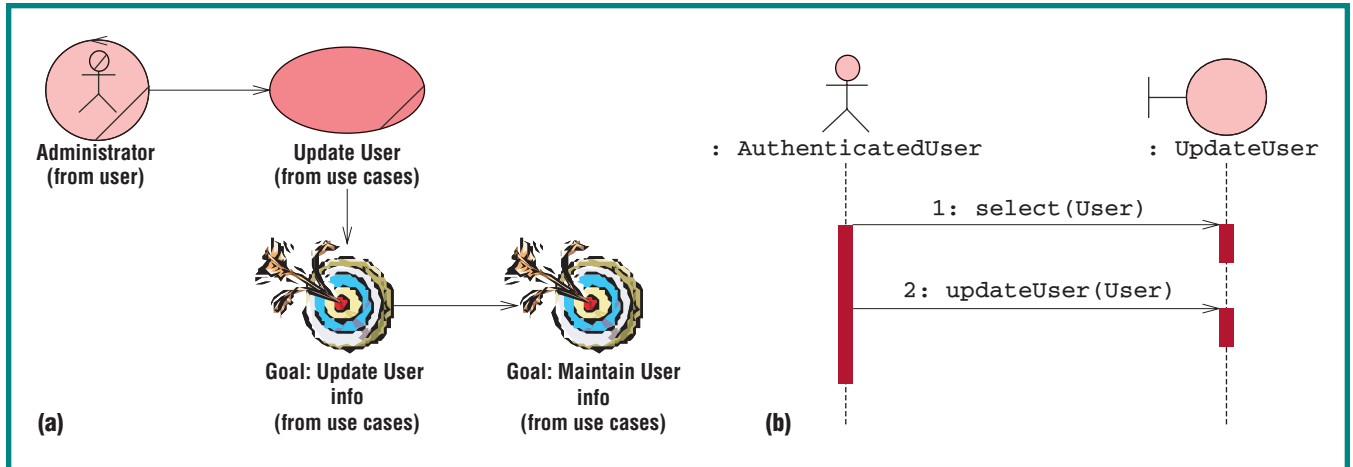 Administrator
(from user)
Update User
(from use cases)
Goal: Update User
info
(from use cases)
Goal: Maintain User
info
(from use cases)
(a)
: AuthenticatedUser
: UpdateUser
1: select(User)
2: updateUser(User)
(b)